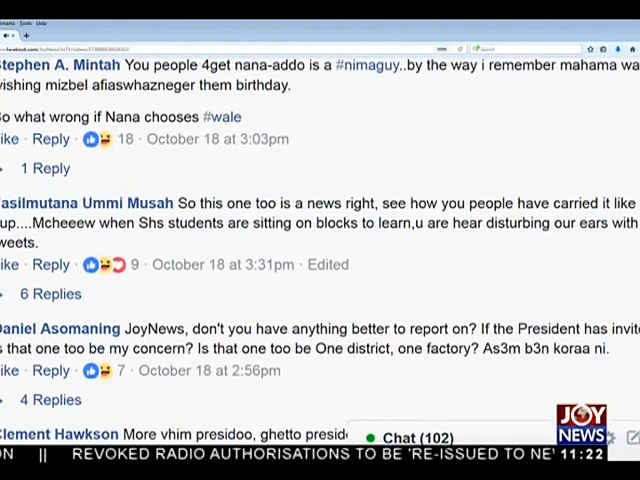 marks Tools Help
Stephen A. Mintah You people 4get nana-addo is a #nimaguy..by the way i remember mahama wa
vishing mizbel afiaswhazneger them birthday.
So what wrong if Nana chooses #wale
ike · Reply · 18 · October 18 at 3:03pm
1 Reply
asilmutana Ummi Musah So this one too is a news right, see how you people have carried it like
up....Mcheeew when Shs students are sitting on blocks to learn,u are hear disturbing our ears with
weets.
ike · Reply · 9 · October 18 at 3:31pm · Edited
6 Replies
Daniel Asomaning JoyNews, don't you have anything better to report on? If the President has invite
s that one too be my concern? Is that one too be One district, one factory? As3m b3n koraa ni.
ike · Reply · 7 · October 18 at 2:56pm
4 Replies
Clement Hawkson More vhim presidoo, ghetto preside
Chat (102)
JOY
NEWS
ON || REVOKED RADIO AUTHORISATIONS TO BE 'RE-ISSUED TO NE' 11:22